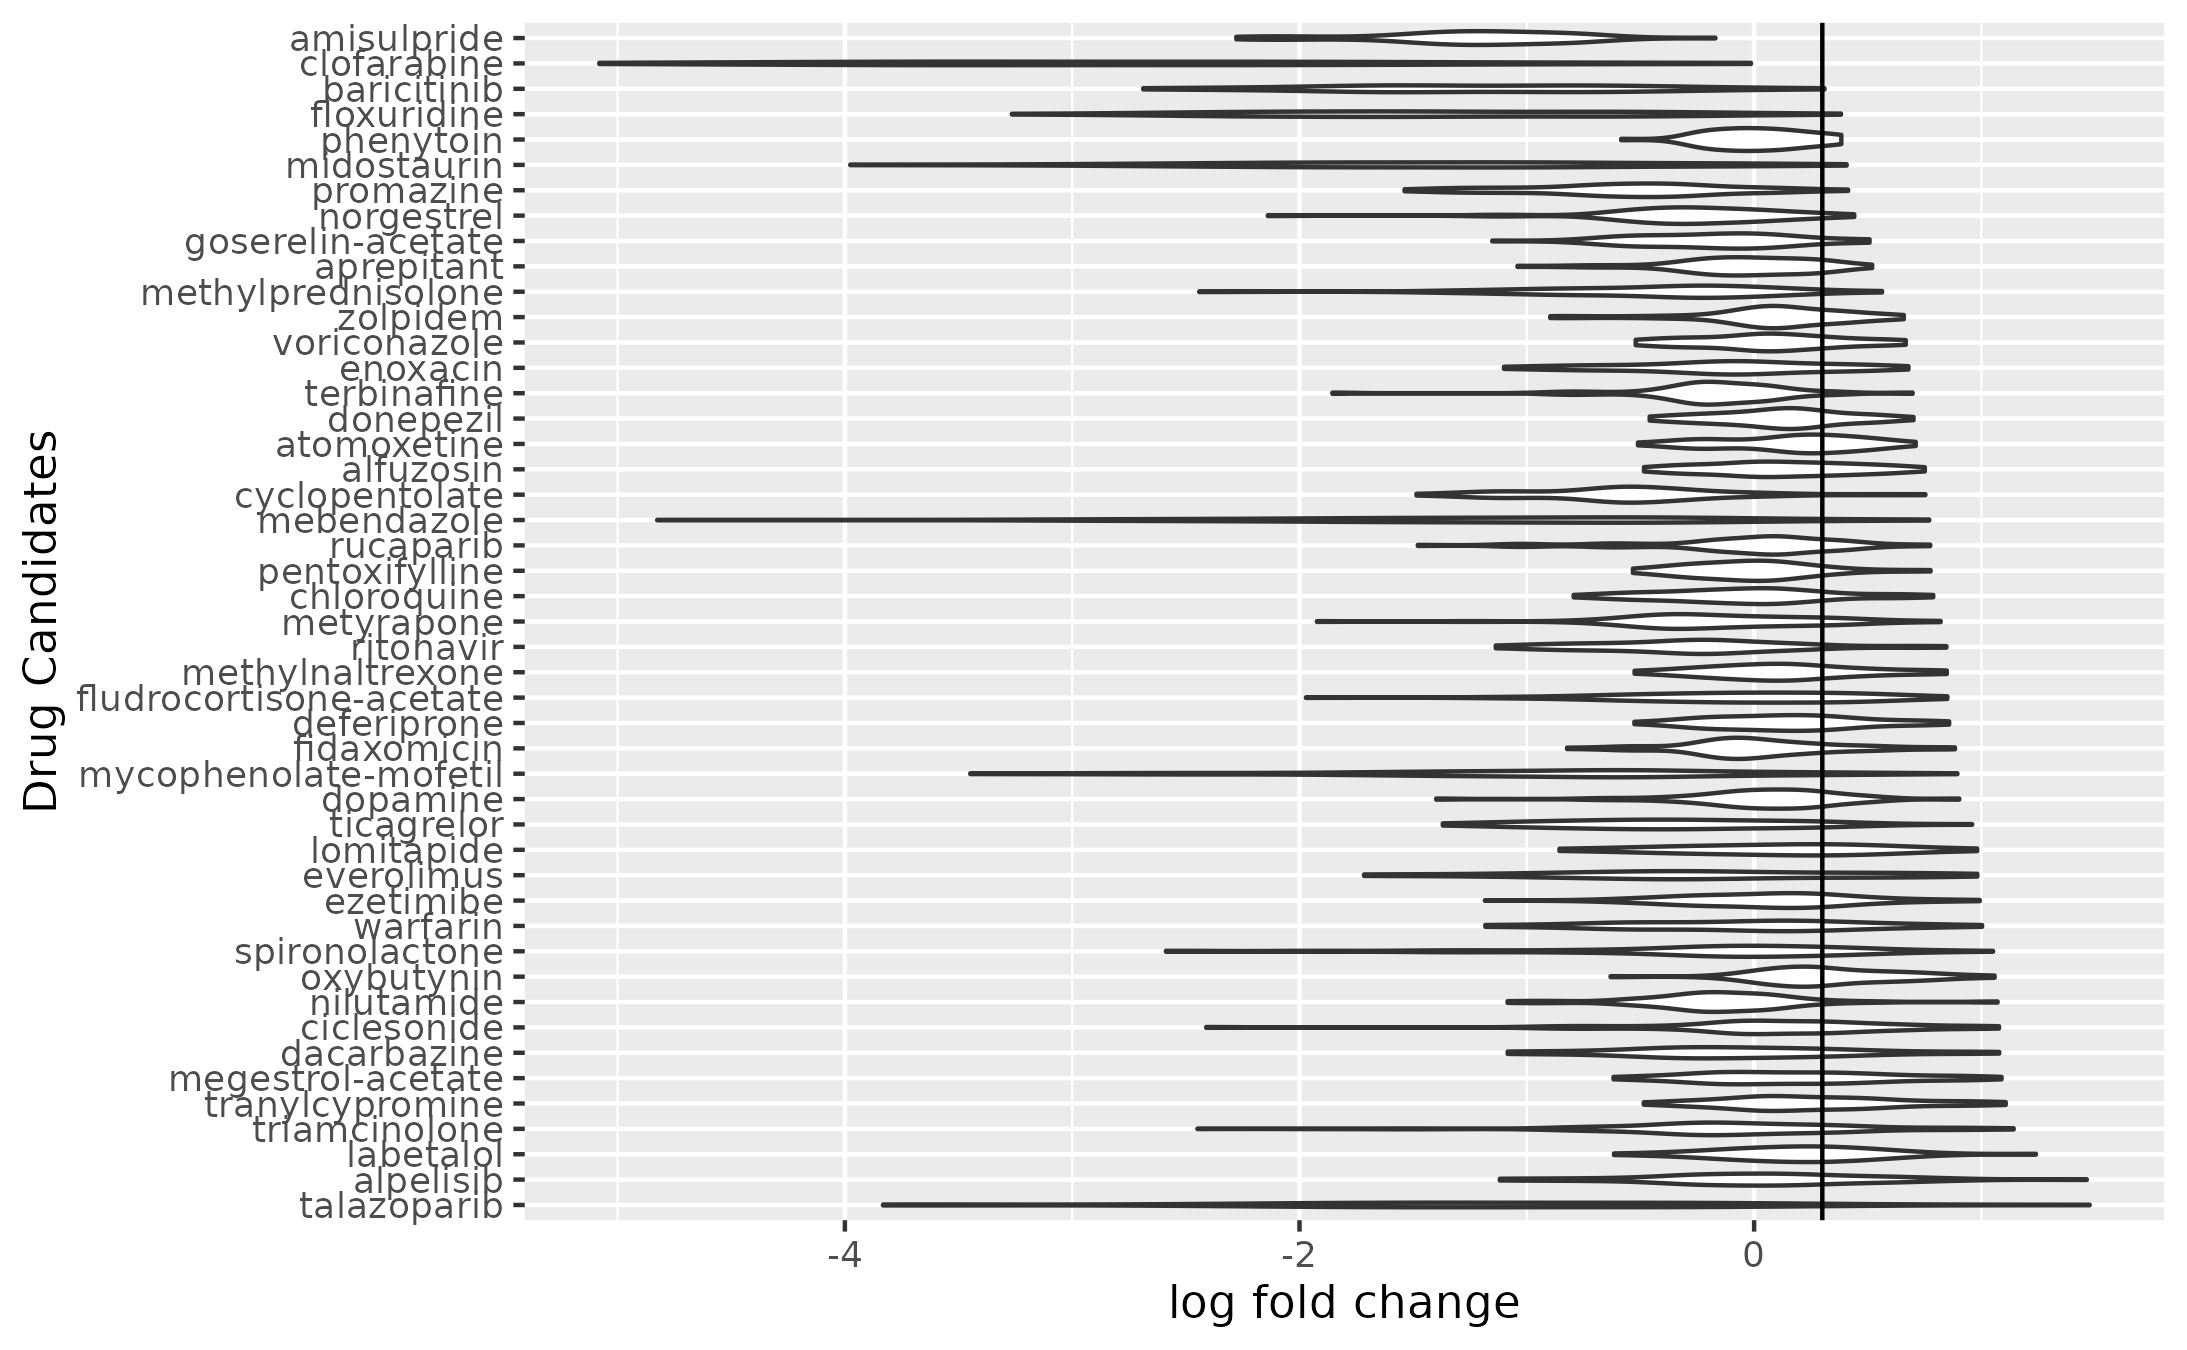 Drug Candidates
amisulpride
clofarabine
baricitinib
floxuridine
phenytoin
midostaurin
promazine
norgestrel
goserelin-acetate
aprepitant
methylprednisolone
zolpidem
voriconazole
enoxacin
terbinafine
donepezil
atomoxetine
alfuzosin
cyclopentolate
mebendazole
rucaparib
pentoxifylline
chloroquine
metyrapone
ritonavir
methylnaltrexone
fludrocortisone-acetate
deferiprone
fidaxomicin
mycophenolate-mofetil
dopamine
ticagrelor
lomitapide
everolimus
ezetimibe
warfarin
spironolactone
oxybutynin
nilutamide
ciclesonide
dacarbazine
megestrol-acetate
tranylcypromine
triamcinolone
labetalol
alpelisib
talazoparib
-4 -2 0
log fold change